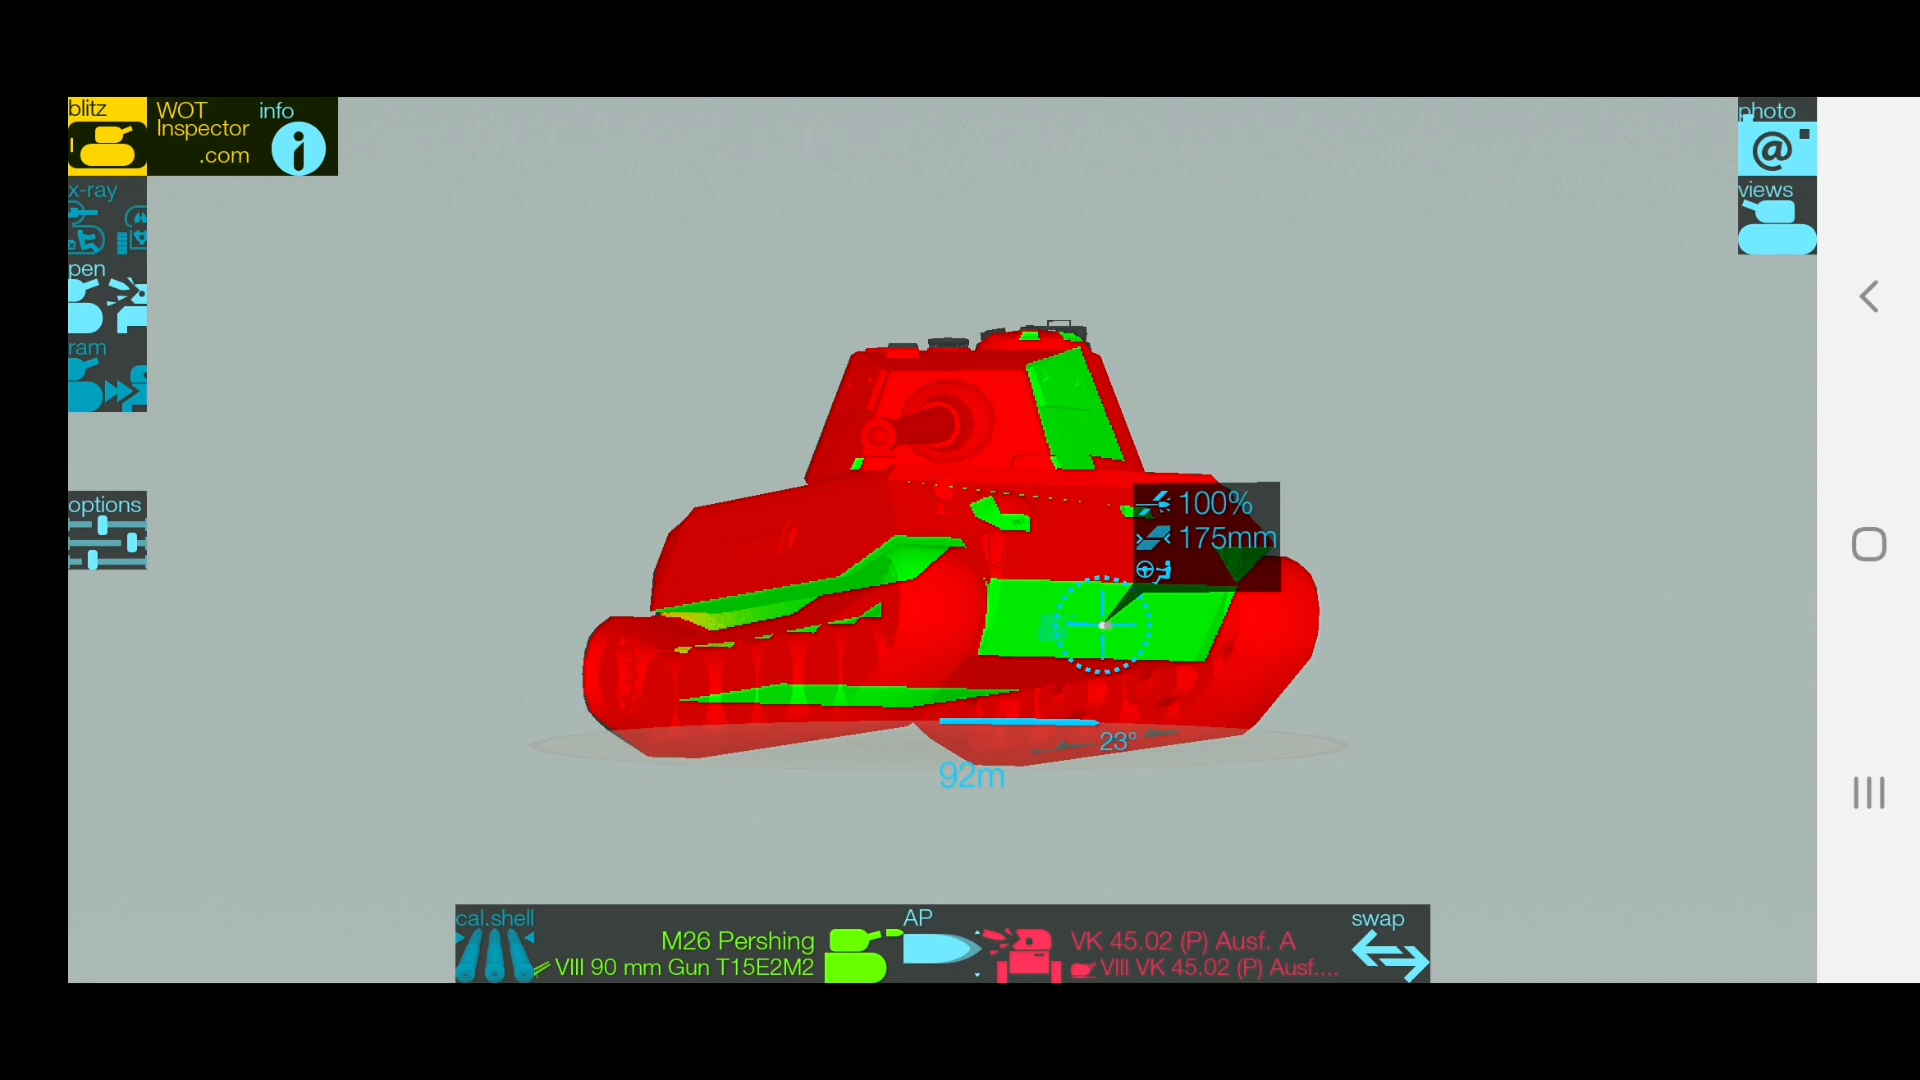 blitz
WOT
Inspector
.com
info
photo
x-ray
views
pen
ram
options
100%
175mm
23°
92m
cal.shell
M26 Pershing
VIII 90 mm Gun T15E2M2
AP
VK 45.02 (P) Ausf. A
VIII VK 45.02 (P) Ausf....
swap